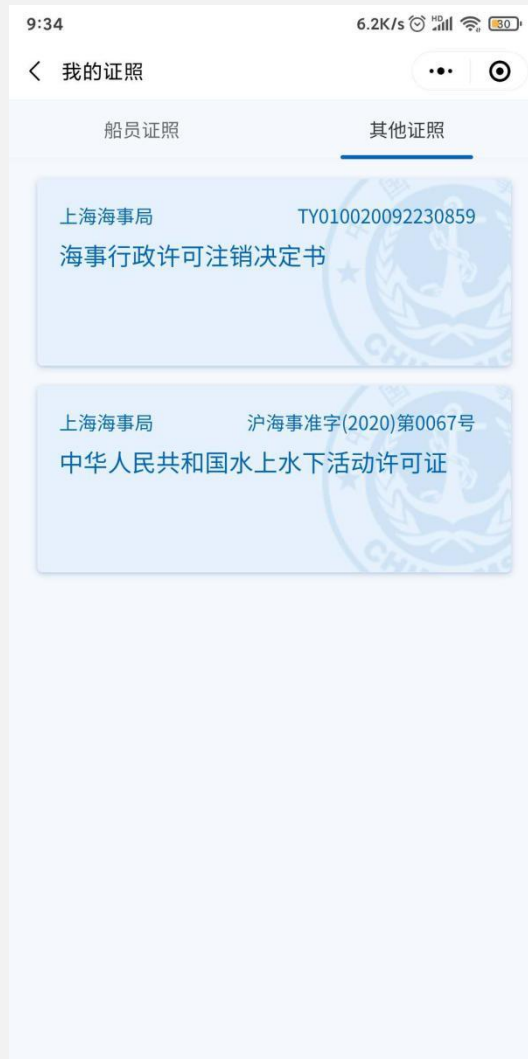 9:34
6.2K/s HD 30
我的证照
船员证照 其他证照
上海海事局 TY010020092230859
海事行政许可注销决定书
上海海事局 沪海事准字(2020)第0067号
中华人民共和国水上水下活动许可证